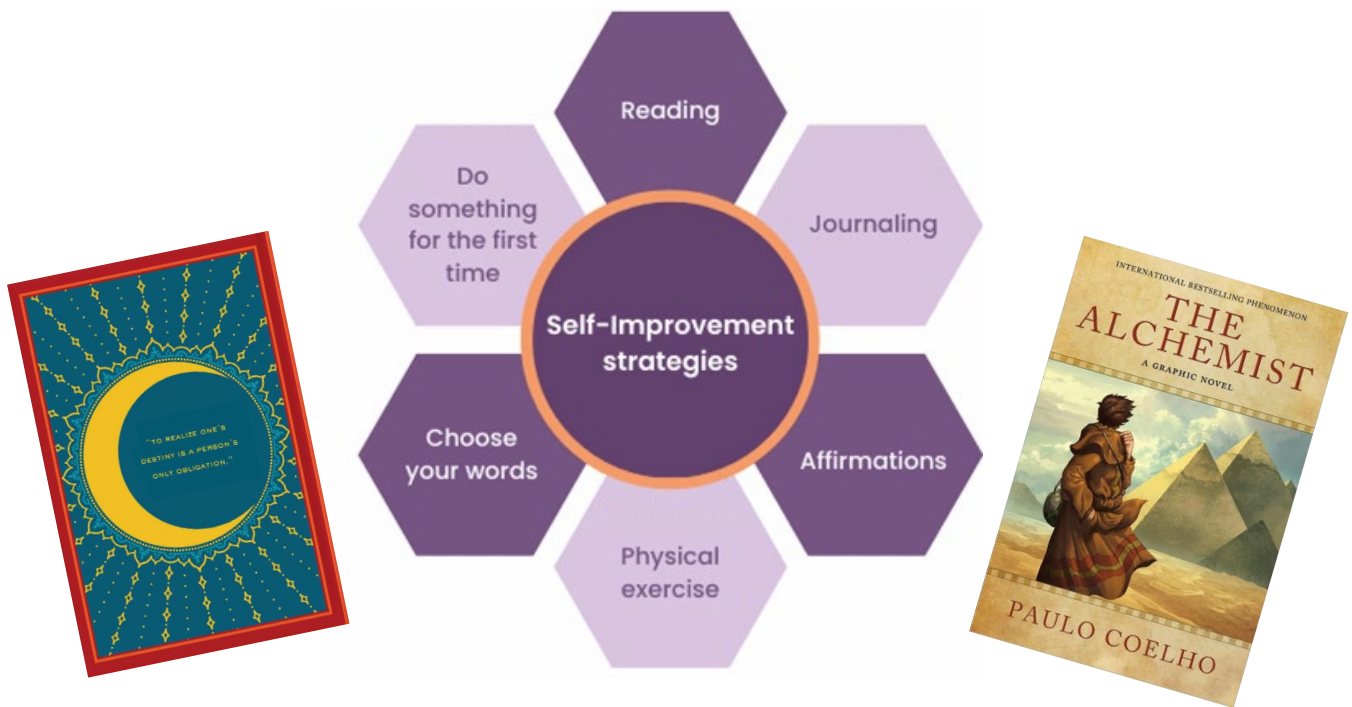 Reading
Do
something
for the first
time
Journaling
Self-Improvement
strategies
Choose
your words
Affirmations
Physical
exercise
"TO REALIZE ONE'S
DESTINY IS A PERSON'S
ONLY OBLIGATION."
INTERNATIONAL BESTSELLING PHENOMENON
THE
ALCHEMIST
A GRAPHIC NOVEL
PAULO COELHO